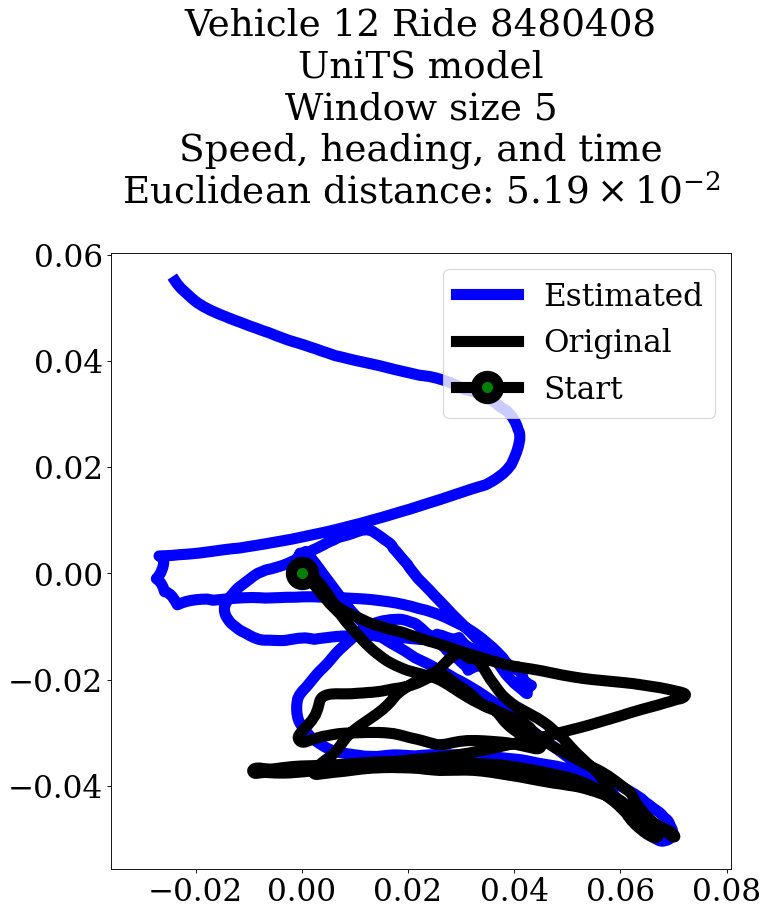 Vehicle 12 Ride 8480408
UniTS model
Window size 5
Speed, heading, and time
Euclidean distance: 5.19 × 10⁻²
0.06
0.04
0.02
0.00
−0.02
−0.04
Estimated
Original
Start
−0.02 0.00 0.02 0.04 0.06 0.08